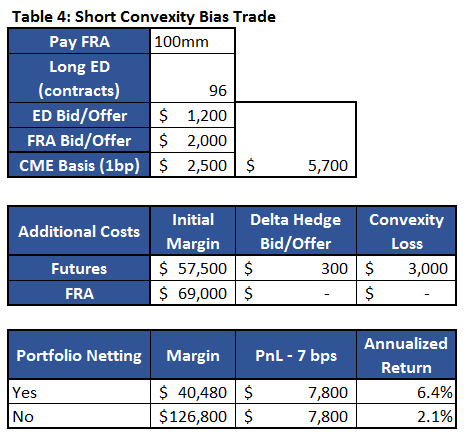 Table 4: Short Convexity Bias Trade
Pay FRA 100mm
Long ED
(contracts) 96
ED Bid/Offer $ 1,200
FRA Bid/Offer $ 2,000
CME Basis (1bp) $ 2,500 $ 5,700
Additional Costs Initial Margin Delta Hedge Bid/Offer Convexity Loss
Futures $ 57,500 $ 300 $ 3,000
FRA $ 69,000 $ - $ -
Portfolio Netting Margin PnL - 7 bps Annualized Return
Yes $ 40,480 $ 7,800 6.4%
No $126,800 $ 7,800 2.1%